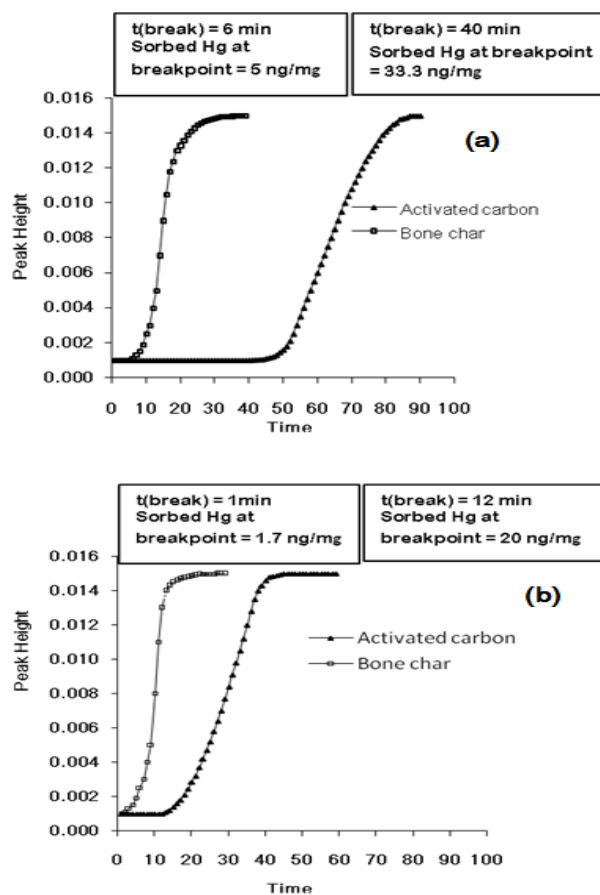 t(break) = 6 min
Sorbed Hg at
breakpoint = 5 ng/mg
t(break) = 40 min
Sorbed Hg at breakpoint
= 33.3 ng/mg
0.016
0.014
0.012
0.010
0.008
0.006
0.004
0.002
0.000
Peak Height
(a)
Activated carbon
Bone char
0 10 20 30 40 50 60 70 80 90 100
Time
t(break) = 1min
Sorbed Hg at
breakpoint = 1.7 ng/mg
t(break) = 12 min
Sorbed Hg at
breakpoint = 20 ng/mg
0.016
0.014
0.012
0.010
0.008
0.006
0.004
0.002
0.000
Peak Height
(b)
Activated carbon
Bone char
0 10 20 30 40 50 60 70 80 90 100
Time